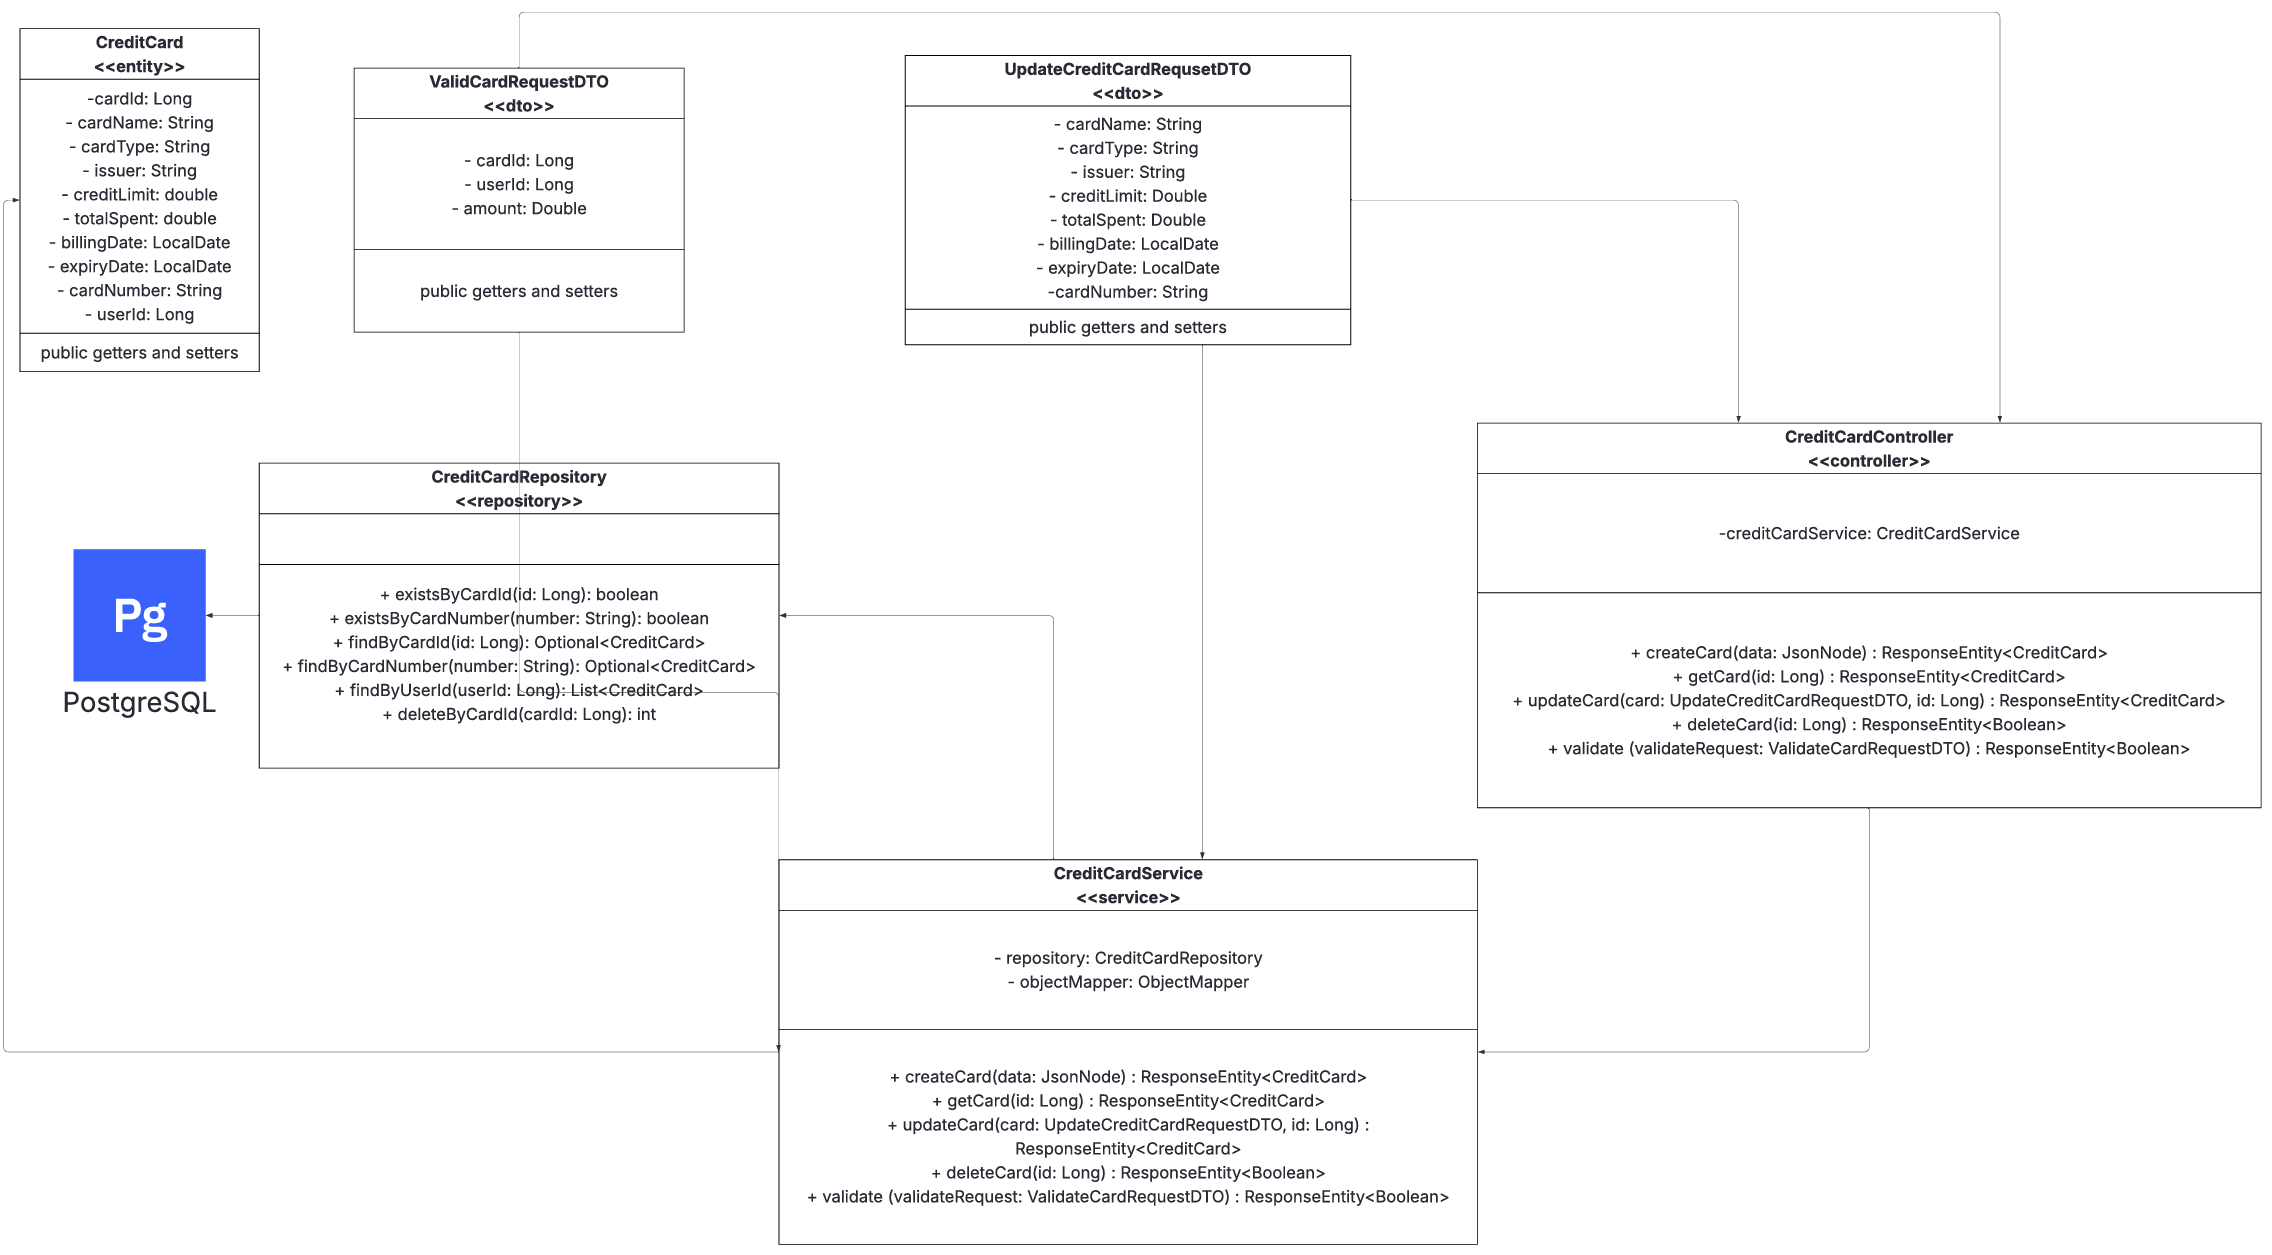 CreditCard
<<entity>>
-cardId: Long
- cardName: String
- cardType: String
- issuer: String
- creditLimit: double
- totalSpent: double
- billingDate: LocalDate
- expiryDate: LocalDate
- cardNumber: String
- userId: Long
public getters and setters
ValidCardRequestDTO
<<dto>>
- cardId: Long
- userId: Long
- amount: Double
public getters and setters
UpdateCreditCardRequsetDTO
<<dto>>
- cardName: String
- cardType: String
- issuer: String
- creditLimit: Double
- totalSpent: Double
- billingDate: LocalDate
- expiryDate: LocalDate
-cardNumber: String
public getters and setters
CreditCardRepository
<<repository>>
+ existsByCardId(id: Long): boolean
+ existsByCardNumber(number: String): boolean
+ findByCardId(id: Long): Optional<CreditCard>
+ findByCardNumber(number: String): Optional<CreditCard>
+ findByUserId(userId: Long): List<CreditCard>
+ deleteByCardId(cardId: Long): int
Pg
PostgreSQL
CreditCardController
<<controller>>
-creditCardService: CreditCardService
+ createCard(data: JsonNode) : ResponseEntity<CreditCard>
+ getCard(id: Long) : ResponseEntity<CreditCard>
+ updateCard(card: UpdateCreditCardRequestDTO, id: Long) : ResponseEntity<CreditCard>
+ deleteCard(id: Long) : ResponseEntity<Boolean>
+ validate (validateRequest: ValidateCardRequestDTO) : ResponseEntity<Boolean>
CreditCardService
<<service>>
- repository: CreditCardRepository
- objectMapper: ObjectMapper
+ createCard(data: JsonNode) : ResponseEntity<CreditCard>
+ getCard(id: Long) : ResponseEntity<CreditCard>
+ updateCard(card: UpdateCreditCardRequestDTO, id: Long) :
ResponseEntity<CreditCard>
+ deleteCard(id: Long) : ResponseEntity<Boolean>
+ validate (validateRequest: ValidateCardRequestDTO) : ResponseEntity<Boolean>